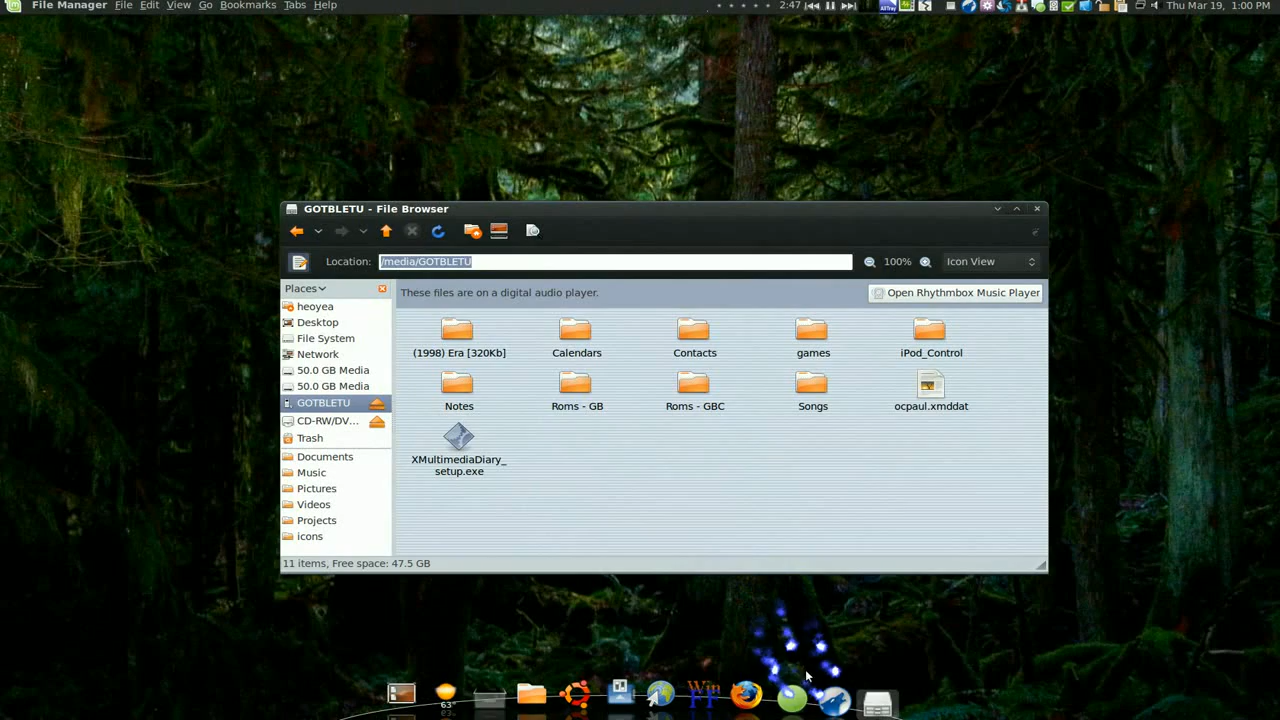 File Manager File Edit View Go Bookmarks Tabs Help 2:47 Thu Mar 19, 1:00 PM
GOTBLETU - File Browser
Location: /media/GOTBLETU 100% Icon View
Places
These files are on a digital audio player. Open Rhythmbox Music Player
heoyea
Desktop
File System
Network
50.0 GB Media
50.0 GB Media
GOTBLETU
CD-RW/DV...
Trash
Documents
Music
Pictures
Videos
Projects
icons
(1998) Era [320Kb] Calendars Contacts games iPod_Control
Notes Roms - GB Roms - GBC Songs ocpaul.xmddat
XMultimediaDiary_
setup.exe
11 items, Free space: 47.5 GB
63°
Win
FF